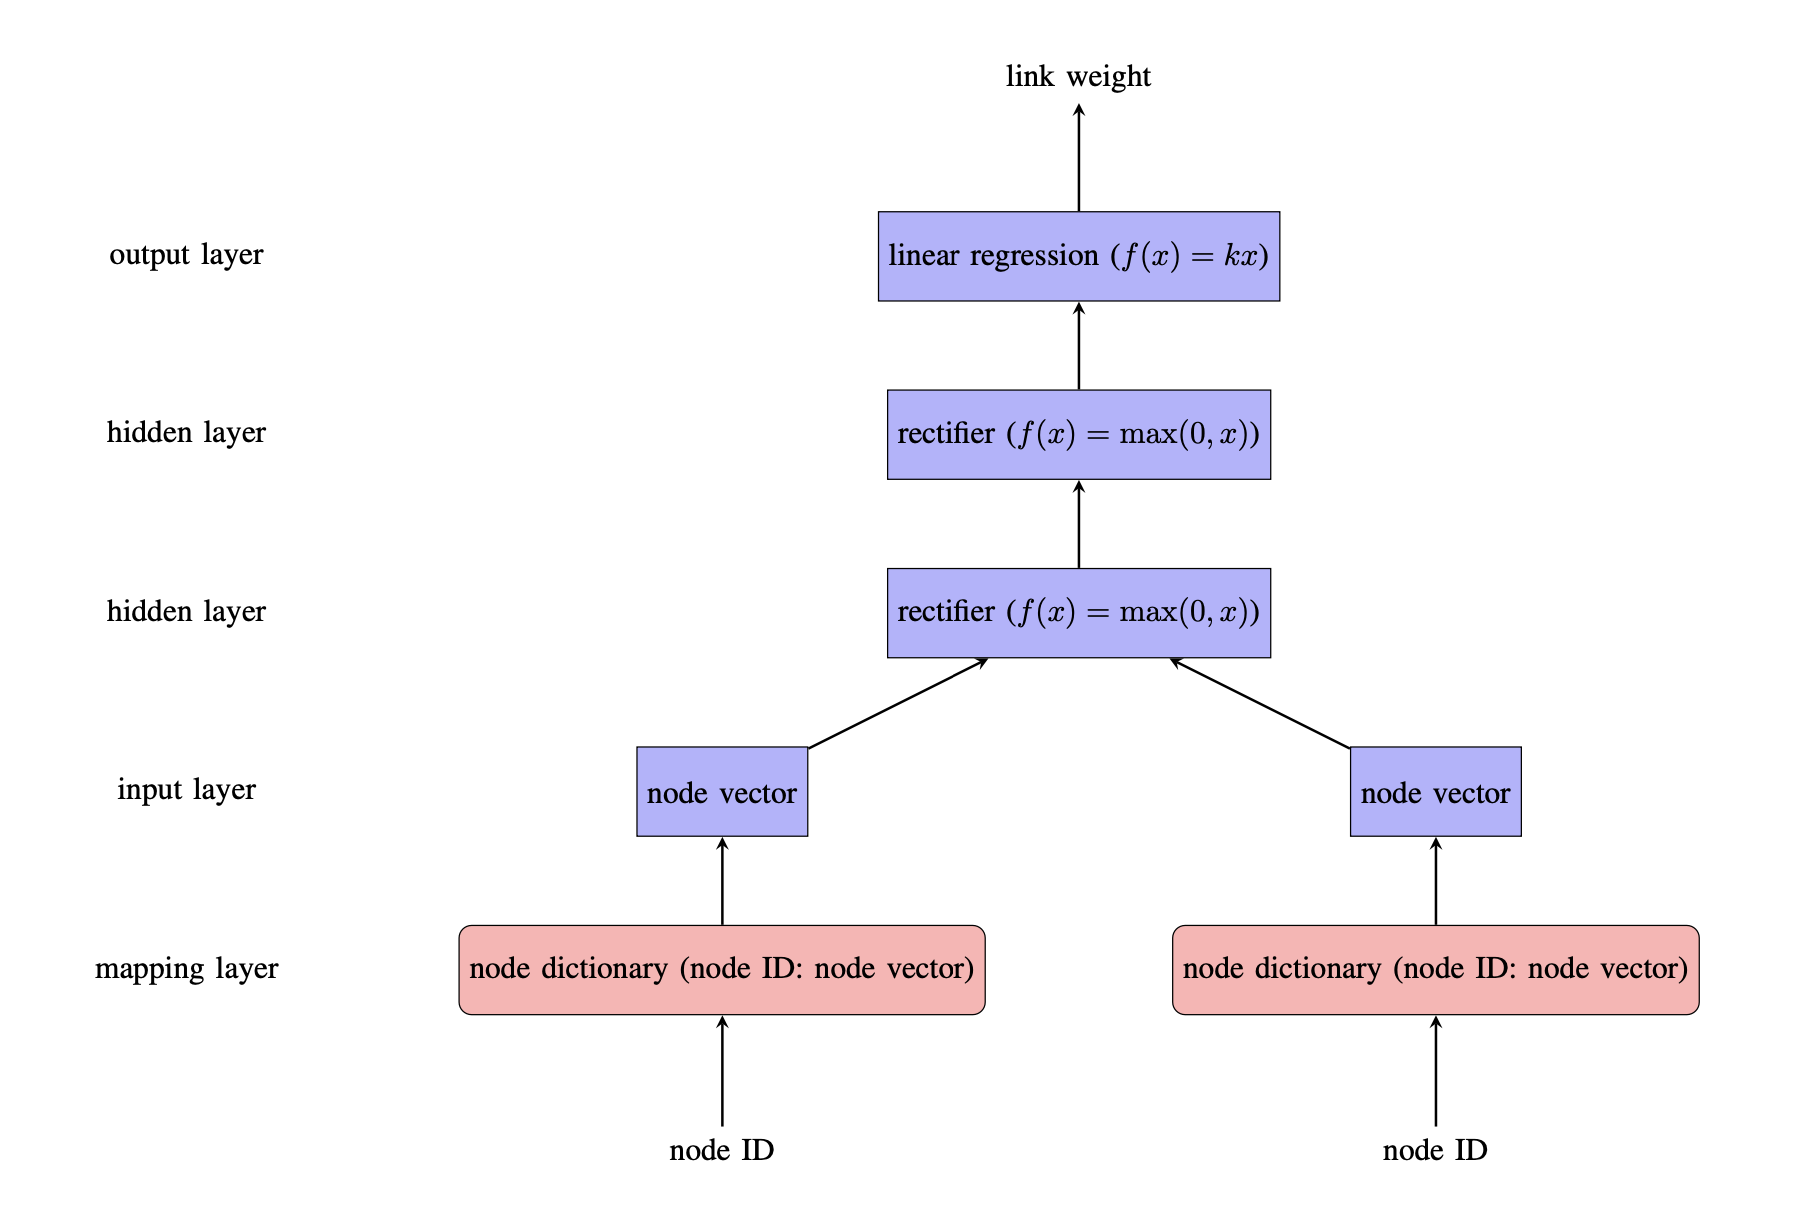 link weight
output layer
linear regression (f(x) = kx)
hidden layer
rectifier (f(x) = max(0, x))
hidden layer
rectifier (f(x) = max(0, x))
input layer
node vector
node vector
mapping layer
node dictionary (node ID: node vector)
node dictionary (node ID: node vector)
node ID
node ID